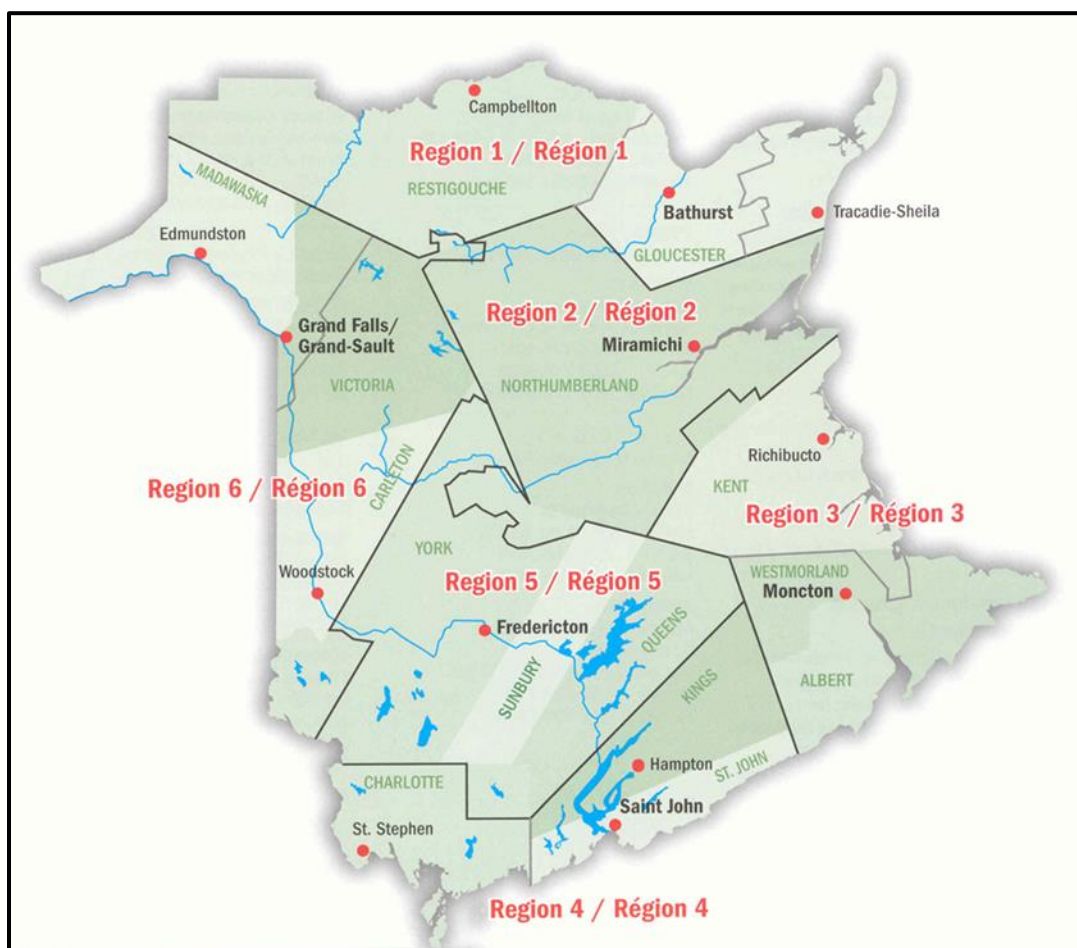 Campbellton
Region 1 / Région 1
RESTIGOUCHE
MADAWASKA
Bathurst
Tracadie-Sheila
Edmundston
GLOUCESTER
Region 2 / Région 2
Grand Falls/
Grand-Sault
Miramichi
VICTORIA
NORTHUMBERLAND
Richibucto
Region 6 / Région 6
CARLETON
KENT
Region 3 / Région 3
YORK
Woodstock
Region 5 / Région 5
WESTMORLAND
Moncton
Fredericton
QUEENS
SUNBURY
KINGS
ALBERT
CHARLOTTE
Hampton
ST. JOHN
Saint John
St. Stephen
Region 4 / Région 4